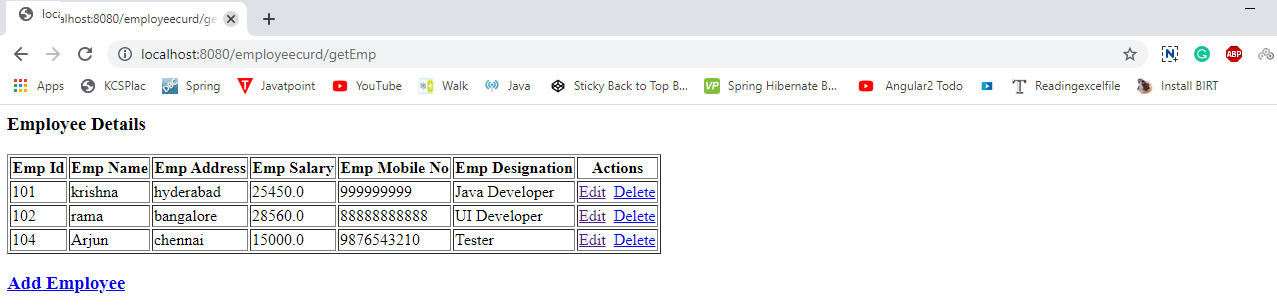 localhost:8080/employeecurd/ge
localhost:8080/employeecurd/getEmp
Apps KCSPlac Spring Javatpoint YouTube Walk Java Sticky Back to Top B... VP Spring Hibernate B... Angular2 Todo Readingexcelfile Install BIRT
Employee Details
Emp Id Emp Name Emp Address Emp Salary Emp Mobile No Emp Designation Actions
101 krishna hyderabad 25450.0 999999999 Java Developer Edit Delete
102 rama bangalore 28560.0 88888888888 UI Developer Edit Delete
104 Arjun chennai 15000.0 9876543210 Tester Edit Delete
Add Employee